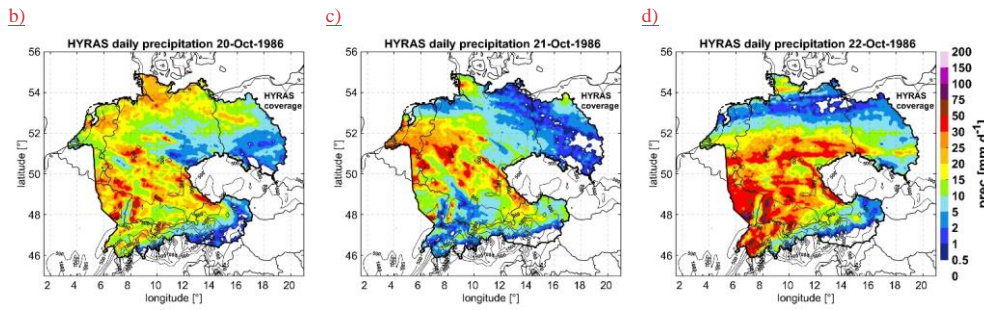 b)
c)
d)
HYRAS daily precipitation 20-Oct-1986
HYRAS daily precipitation 21-Oct-1986
HYRAS daily precipitation 22-Oct-1986
56
54
52
50
48
46
latitude [°]
HYRAS
coverage
2 4 6 8 10 12 14 16 18 20
longitude [°]
56
54
52
50
48
46
latitude [°]
HYRAS
coverage
2 4 6 8 10 12 14 16 18 20
longitude [°]
56
54
52
50
48
46
latitude [°]
HYRAS
coverage
2 4 6 8 10 12 14 16 18 20
longitude [°]
200
150
100
75
50
30
25
20
15
10
5
2
1
0.5
0
prec [mm d⁻¹]